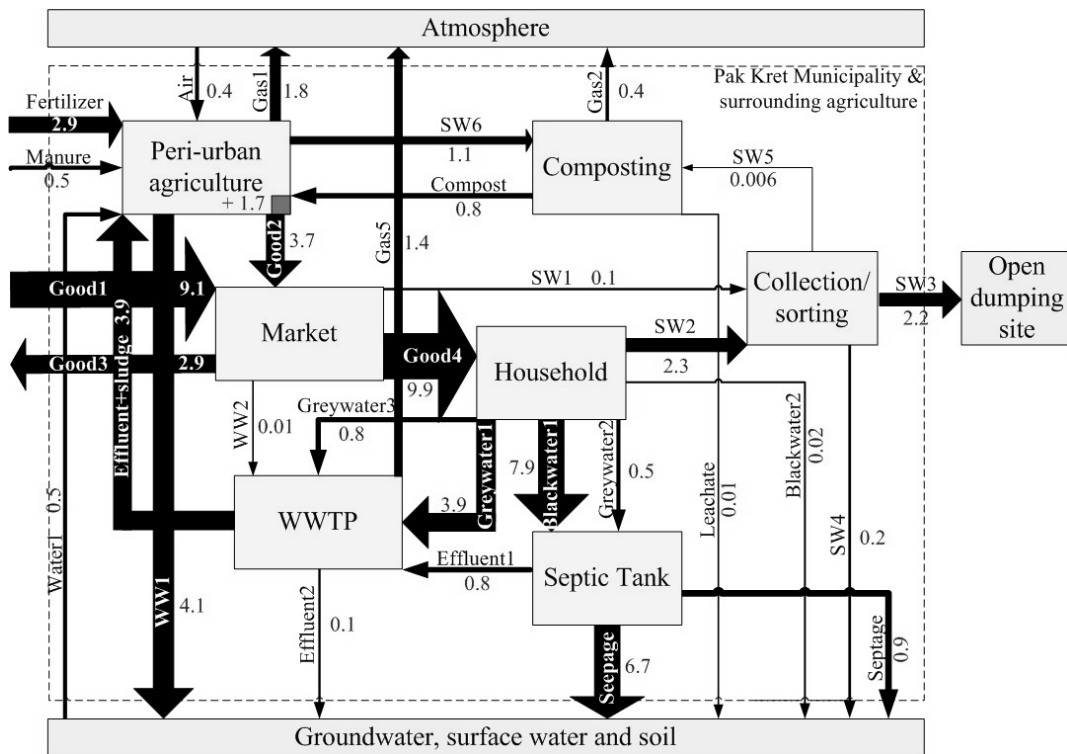 Atmosphere
Pak Kret Municipality &
surrounding agriculture
Air
0.4
Gas1
1.8
Gas2
0.4
Fertilizer
2.9
Manure
0.5
Peri-urban
agriculture
+ 1.7
SW6
1.1
Compost
0.8
Composting
SW5
0.006
Good2
3.7
Gas5
1.4
Good1
9.1
SW1 0.1
Collection/
sorting
SW3
2.2
Open
dumping
site
Market
Good3
2.9
Good4
9.9
Household
SW2
2.3
Effluent+sludge 3.9
WW2
0.01
Greywater3
0.8
Greywater1
3.9
7.9
Blackwater1
Greywater2
0.5
Leachate
0.01
Blackwater2
0.02
SW4
0.2
WWTP
Effluent1
0.8
Septic Tank
Water1 0.5
WW1
4.1
Effluent2
0.1
Seepage
6.7
Septage
0.9
Groundwater, surface water and soil